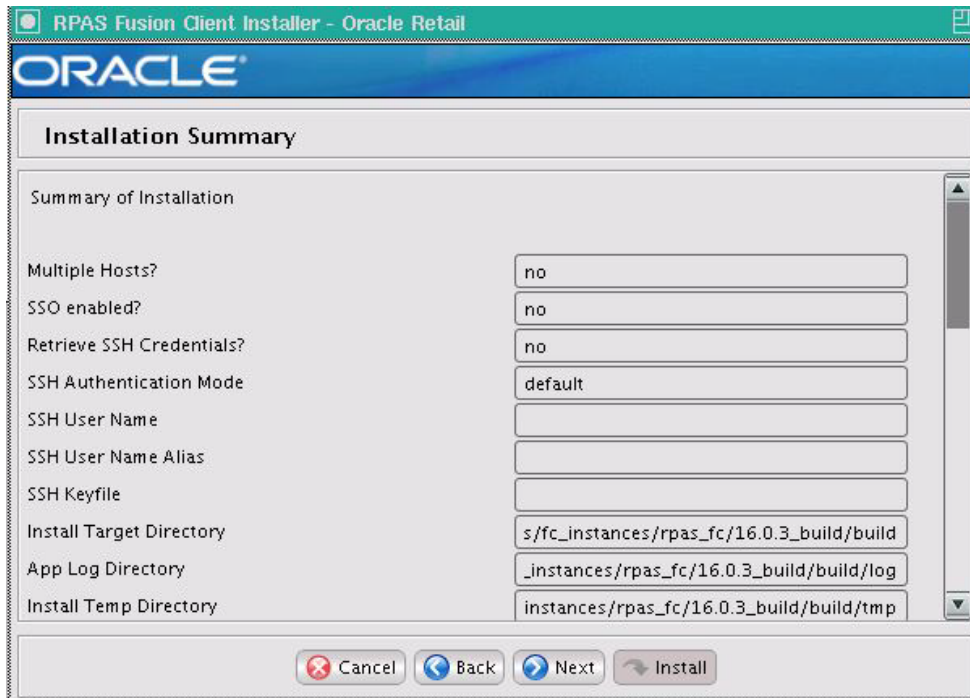 RPAS Fusion Client Installer - Oracle Retail
ORACLE
Installation Summary
Summary of Installation
Multiple Hosts? no
SSO enabled? no
Retrieve SSH Credentials? no
SSH Authentication Mode default
SSH User Name
SSH User Name Alias
SSH Keyfile
Install Target Directory s/fc_instances/rpas_fc/16.0.3_build/build
App Log Directory _instances/rpas_fc/16.0.3_build/build/log
Install Temp Directory instances/rpas_fc/16.0.3_build/build/tmp
Cancel Back Next Install